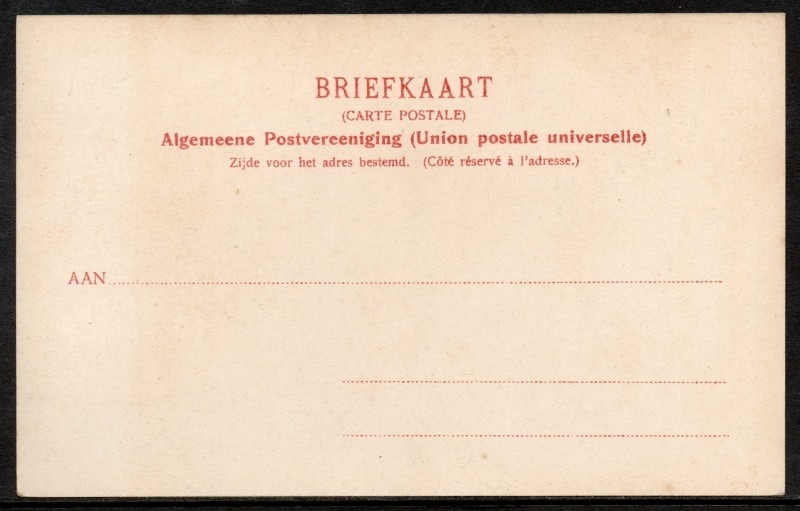 BRIEFKAART
(CARTE POSTALE)
Algemeene Postvereeniging (Union postale universelle)
Zijde voor het adres bestemd. (Côté réservé à l'adresse.)
AAN